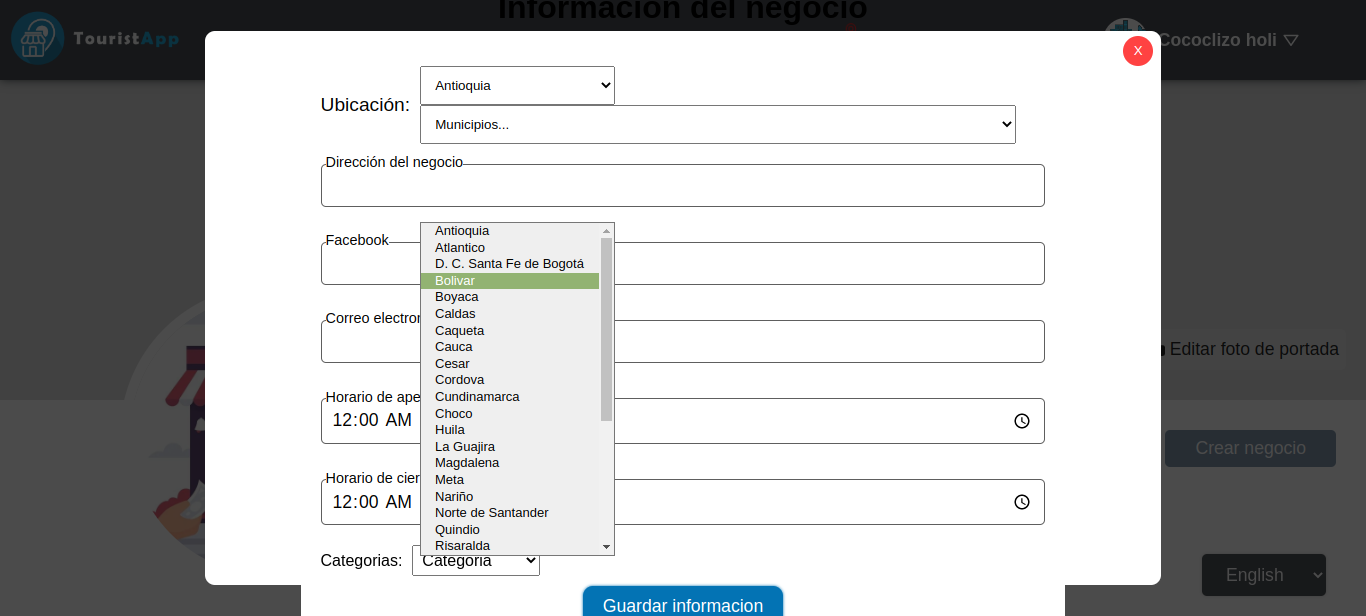 Información del negocio
TouristApp
Cococlizo holi ▽
X
Ubicación:
Antioquia
Municipios...
Dirección del negocio
Facebook
Antioquia
Atlantico
D. C. Santa Fe de Bogotá
Bolivar
Boyaca
Caldas
Caqueta
Cauca
Cesar
Cordova
Cundinamarca
Choco
Huila
La Guajira
Magdalena
Meta
Nariño
Norte de Santander
Quindio
Risaralda
Correo electron
Horario de ape
12:00 AM
Horario de cier
12:00 AM
Categorias:
Categoria
Guardar informacion
Editar foto de portada
Crear negocio
English